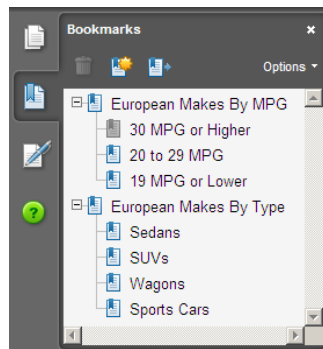 Bookmarks
Options
European Makes By MPG
30 MPG or Higher
20 to 29 MPG
19 MPG or Lower
European Makes By Type
Sedans
SUVs
Wagons
Sports Cars
?